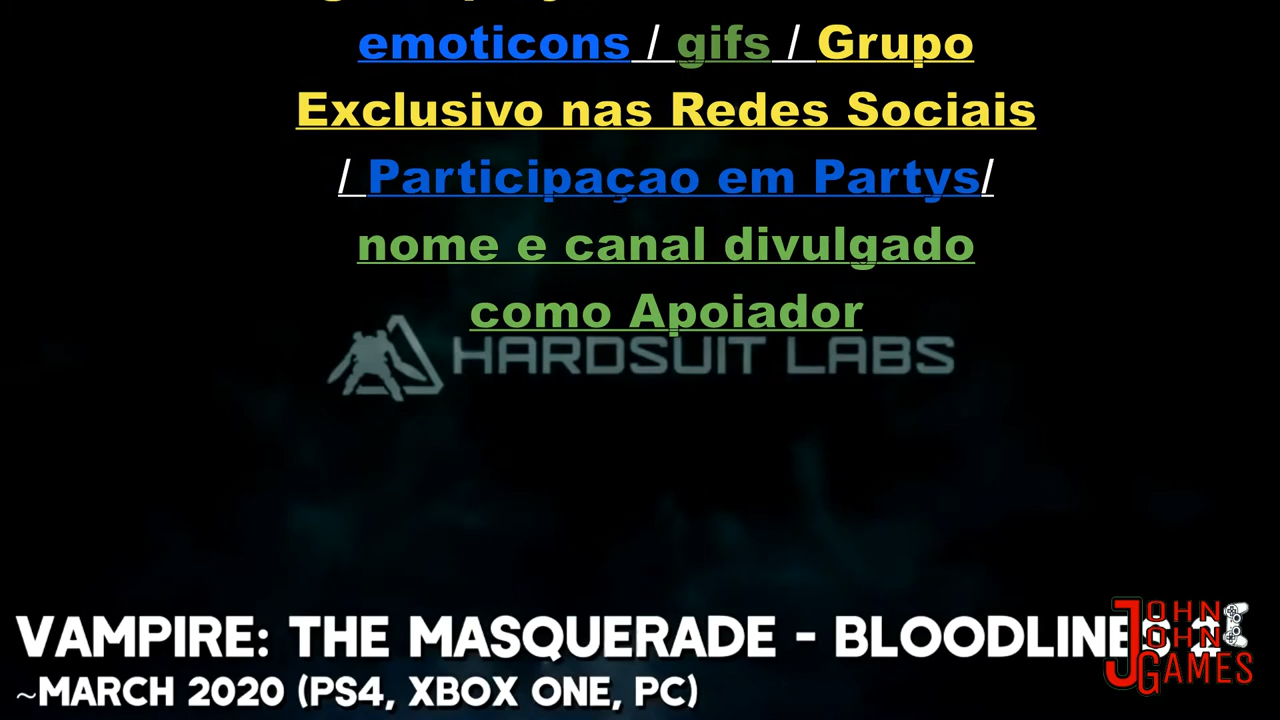 emoticons / gifs / Grupo
Exclusivo nas Redes Sociais
/ Participaçao em Partys/
nome e canal divulgado
como Apoiador
HARDSUIT LABS
VAMPIRE: THE MASQUERADE - BLOODLINES
~MARCH 2020 (PS4, XBOX ONE, PC)
JOHN
JOHN
GAMES